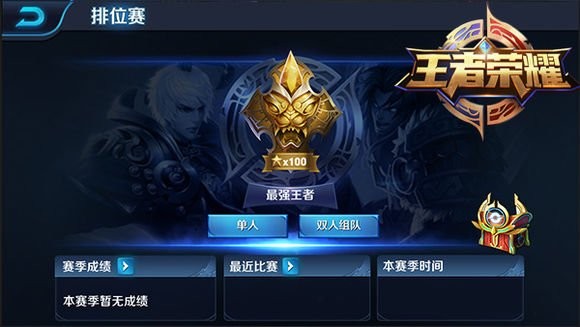 排位赛
王者荣耀
★x100
最强王者
单人
双人组队
赛季成绩
最近比赛
本赛季时间
本赛季暂无成绩